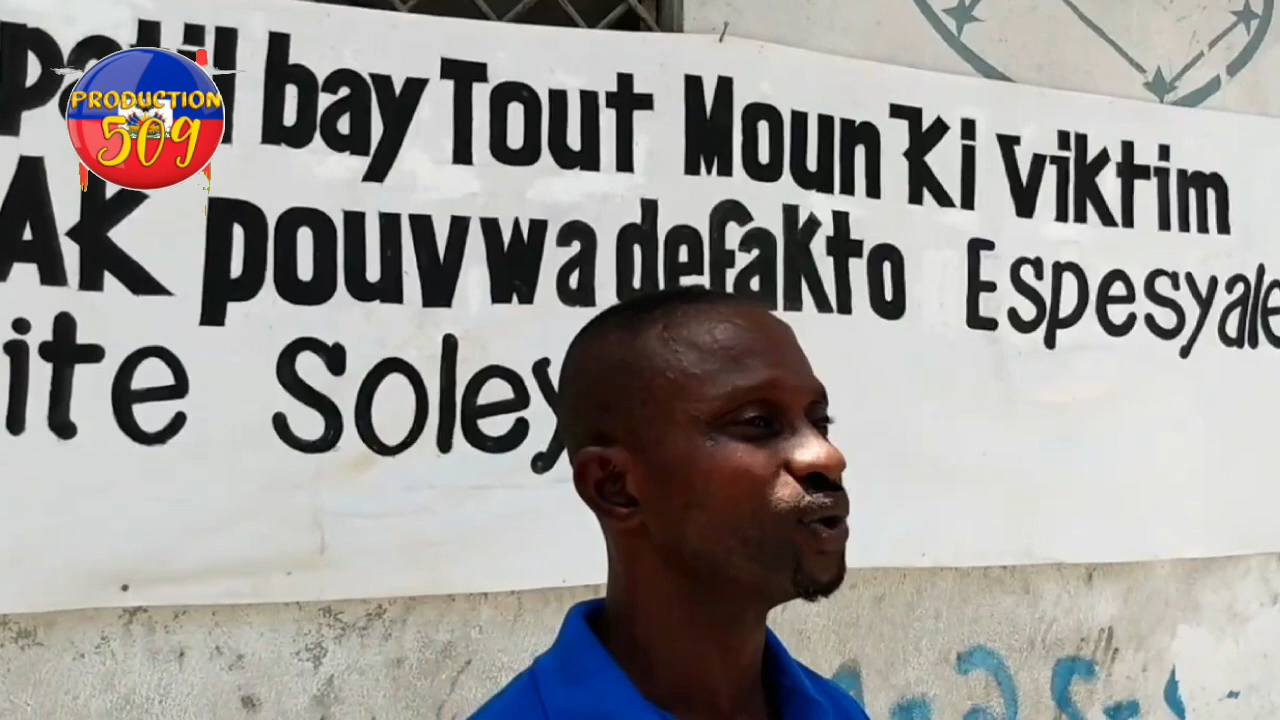 PRODUCTION
509
bay Tout Moun Ki viktim
AK pouvwa defakto Espesyale
ite Soley